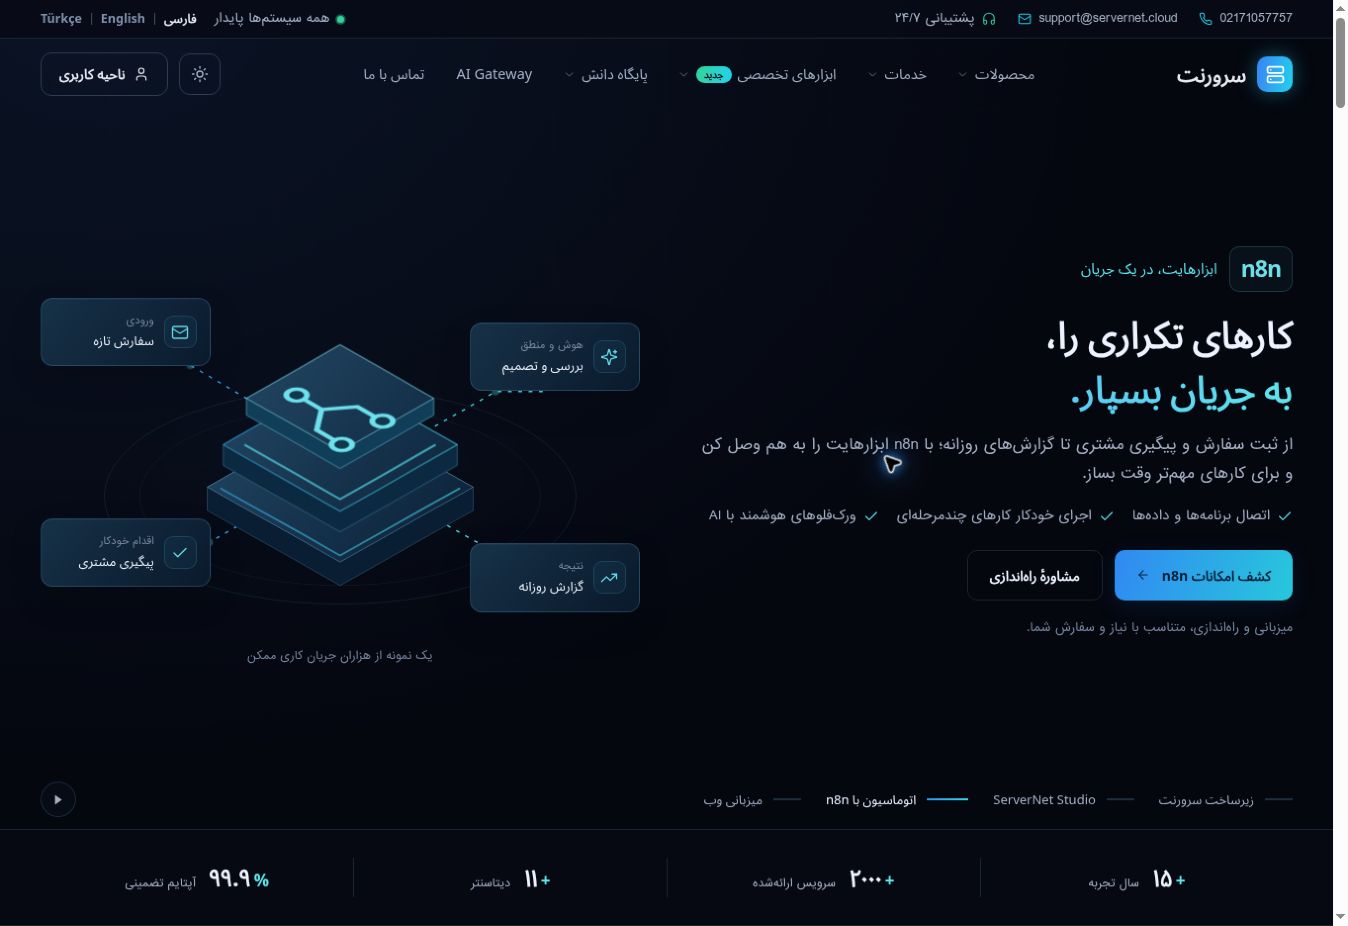 02171057757
support@servernet.cloud
پشتیبانی ۲۴/۷
همه سیستم‌ها پایدار
فارسی | English | Türkçe
سرورنت
محصولات
خدمات
ابزارهای تخصصی جدید
پایگاه دانش
AI Gateway
تماس با ما
ناحیه کاربری
n8n
ابزارهایت، در یک جریان
کارهای تکراری را،
به جریان بسپار.
از ثبت سفارش و پیگیری مشتری تا گزارش‌های روزانه؛ با n8n ابزارهایت را به هم وصل کن
و برای کارهای مهم‌تر وقت بساز.
اتصال برنامه‌ها و داده‌ها
اجرای خودکار کارهای چندمرحله‌ای
ورک‌فلوهای هوشمند با AI
کشف امکانات n8n
مشاورهٔ راه‌اندازی
میزبانی و راه‌اندازی، متناسب با نیاز و سفارش شما.
هوش و منطق
بررسی و تصمیم
ورودی
سفارش تازه
نتیجه
گزارش روزانه
اقدام خودکار
پیگیری مشتری
یک نمونه از هزاران جریان کاری ممکن
زیرساخت سرورنت
ServerNet Studio
اتوماسیون با n8n
میزبانی وب
+۱۵ سال تجربه
+۲۰۰۰ سرویس ارائه‌شده
+۱۱ دیتاسنتر
%۹۹.۹ آپتایم تضمینی